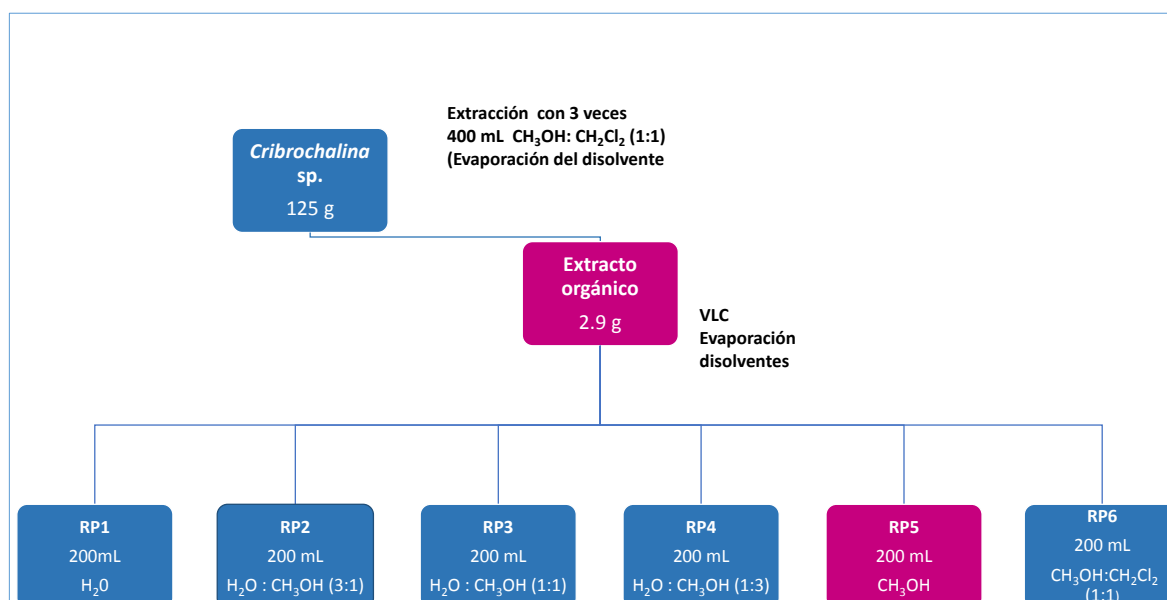 Extracción con 3 veces
400 mL CH₃OH: CH₂Cl₂ (1:1)
(Evaporación del disolvente
Cribrochalina
sp.
125 g
Extracto
orgánico
2.9 g
VLC
Evaporación
disolventes
RP1
200mL
H₂0
RP2
200 mL
H₂O : CH₃OH (3:1)
RP3
200 mL
H₂O : CH₃OH (1:1)
RP4
200 mL
H₂O : CH₃OH (1:3)
RP5
200 mL
CH₃OH
RP6
200 mL
CH₃OH:CH₂Cl₂
(1:1)